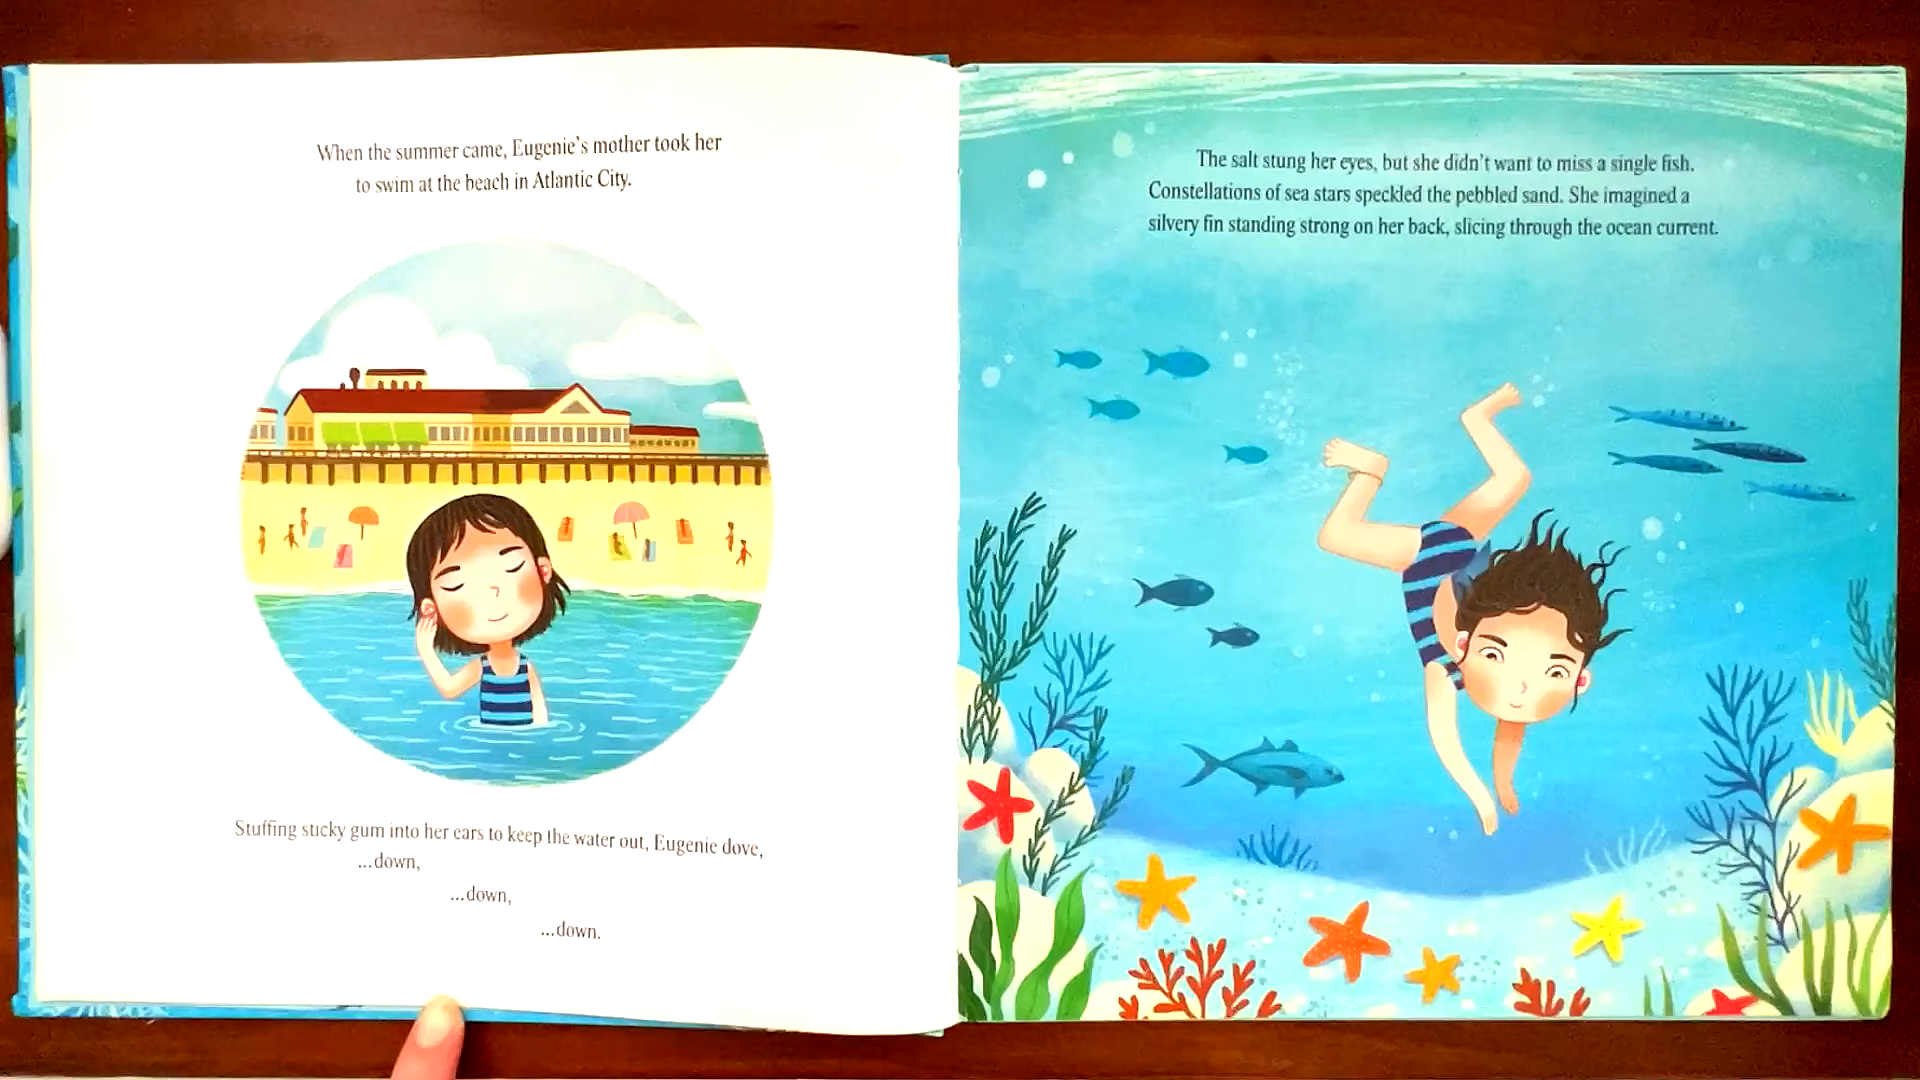 When the summer came, Eugenie's mother took her
to swim at the beach in Atlantic City.
Stuffing sticky gum into her ears to keep the water out, Eugenie dove,
...down,
...down,
...down.
The salt stung her eyes, but she didn't want to miss a single fish.
Constellations of sea stars speckled the pebbled sand. She imagined a
silvery fin standing strong on her back, slicing through the ocean current.